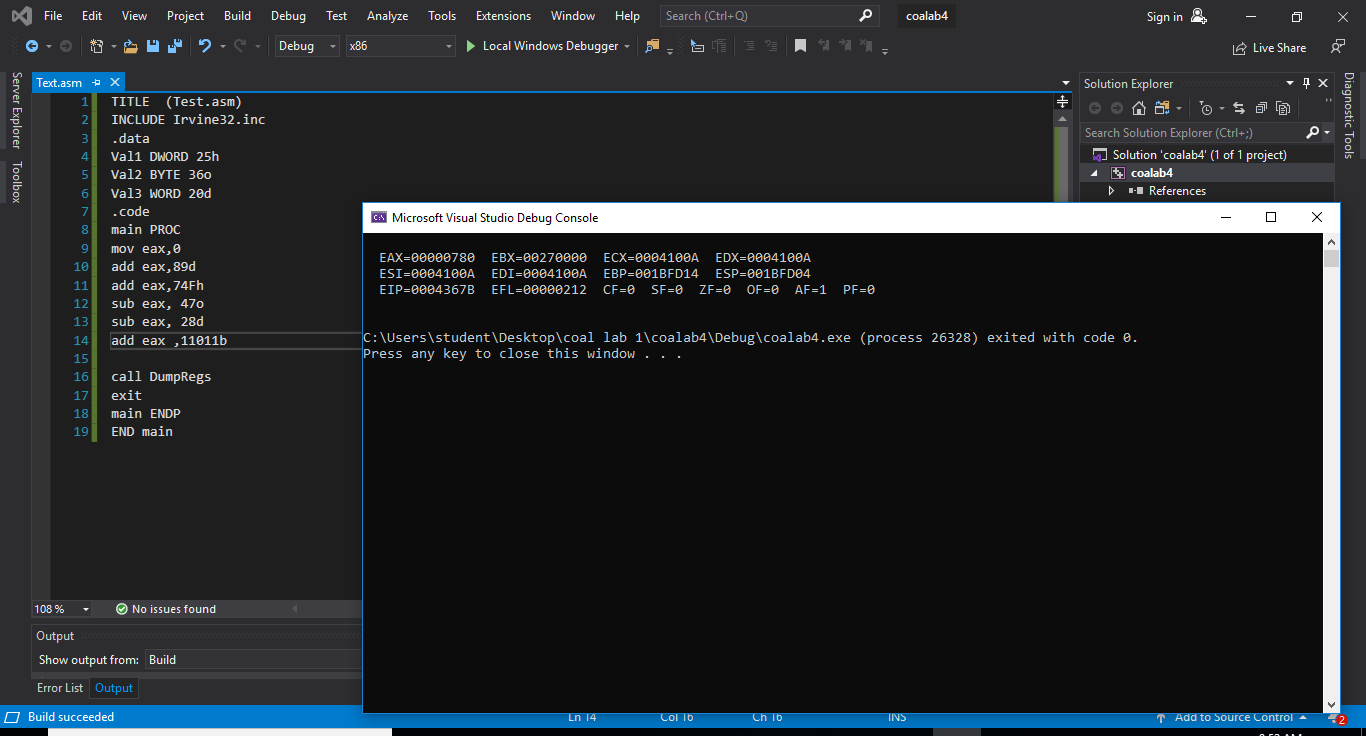 File Edit View Project Build Debug Test Analyze Tools Extensions Window Help Search (Ctrl+Q) coalab4 Sign in
Debug x86 Local Windows Debugger Live Share
Server Explorer
Toolbox
Text.asm
1 TITLE  (Test.asm)
2 INCLUDE Irvine32.inc
3 .data
4 Val1 DWORD 25h
5 Val2 BYTE 36o
6 Val3 WORD 20d
7 .code
8 main PROC
9 mov eax,0
10 add eax,89d
11 add eax,74Fh
12 sub eax, 47o
13 sub eax, 28d
14 add eax ,11011b
15
16 call DumpRegs
17 exit
18 main ENDP
19 END main
Solution Explorer
Search Solution Explorer (Ctrl+;)
Solution 'coalab4' (1 of 1 project)
coalab4
References
Diagnostic Tools
Microsoft Visual Studio Debug Console
EAX=00000780  EBX=00270000  ECX=0004100A  EDX=0004100A
ESI=0004100A  EDI=0004100A  EBP=001BFD14  ESP=001BFD04
EIP=0004367B  EFL=00000212  CF=0  SF=0  ZF=0  OF=0  AF=1  PF=0
C:\Users\student\Desktop\coal lab 1\coalab4\Debug\coalab4.exe (process 26328) exited with code 0.
Press any key to close this window . . .
108 % No issues found
Output
Show output from: Build
Error List Output
Build succeeded Ln 14 Col 16 Ch 16 INS Add to Source Control 2